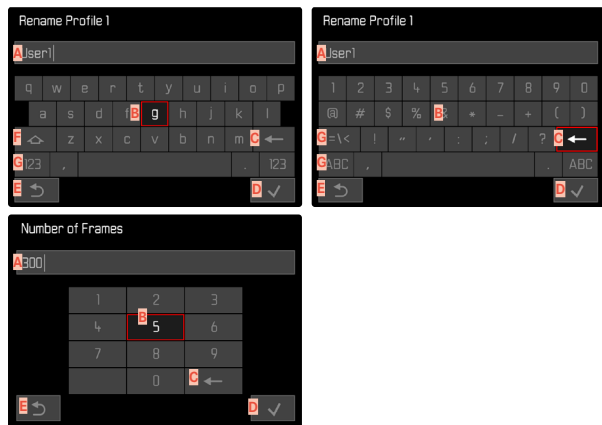 Rename Profile 1
A User1
q w e r t y u i o p
a s d f B g h j k l
F z x c v b n m C ←
G 123 , . 123
E D
Rename Profile 1
A User1
1 2 3 4 5 6 7 8 9 0
@ # $ % B & * - + ( )
G =\< ! " ' : ; / ? C ←
G ABC , . ABC
E D
Number of Frames
A 300
1 2 3
B
4 5 6
7 8 9
0 C ←
E D